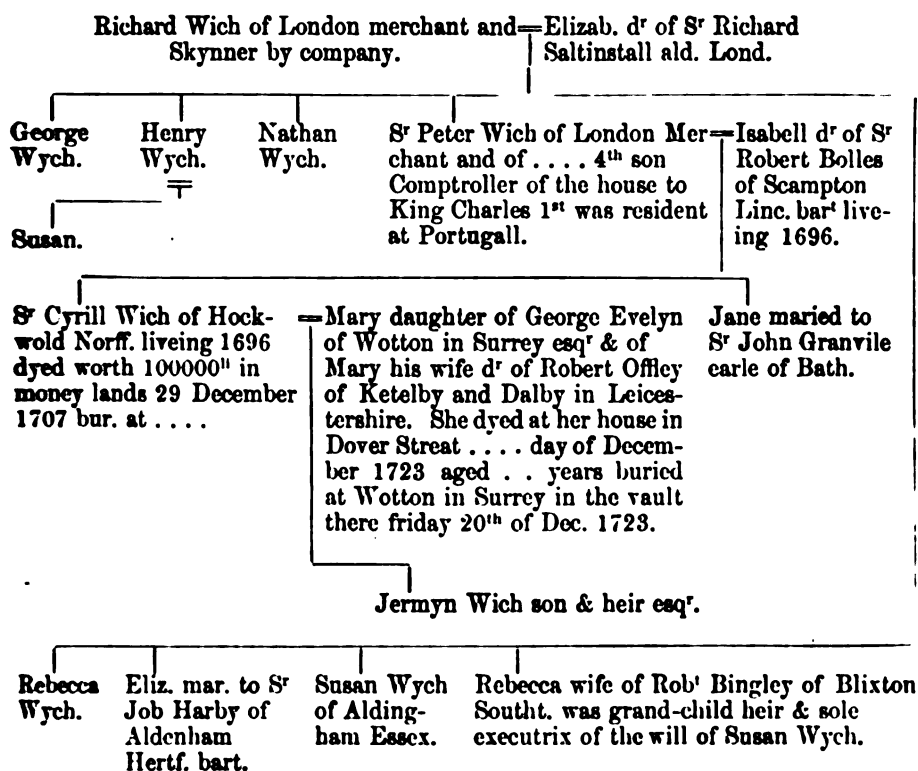 Richard Wich of London merchant and
Skynner by company.
Elizab. dʳ of Sʳ Richard
Saltinstall ald. Lond.
George
Wych.
Henry
Wych.
Nathan
Wych.
Sʳ Peter Wich of London Mer-
chant and of . . . . 4ᵗʰ son
Comptroller of the house to
King Charles 1ˢᵗ was resident
at Portugall.
Isabell dʳ of Sʳ
Robert Bolles
of Scampton
Linc. barᵗ live-
ing 1696.
Susan.
Sʳ Cyrill Wich of Hock-
wold Norff. liveing 1696
dyed worth 100000ˡⁱ in
money lands 29 December
1707 bur. at . . . .
Mary daughter of George Evelyn
of Wotton in Surrey esqʳ & of
Mary his wife dʳ of Robert Offley
of Ketelby and Dalby in Leices-
tershire. She dyed at her house in
Dover Streat . . . . day of Decem-
ber 1723 aged . . years buried
at Wotton in Surrey in the vault
there friday 20ᵗʰ of Dec. 1723.
Jane maried to
Sʳ John Granvile
earle of Bath.
Jermyn Wich son & heir esqʳ.
Rebecca
Wych.
Eliz. mar. to Sʳ
Job Harby of
Aldenham
Hertf. bart.
Susan Wych
of Alding-
ham Essex.
Rebecca wife of Robᵗ Bingley of Blixton
Southt. was grand-child heir & sole
executrix of the will of Susan Wych.